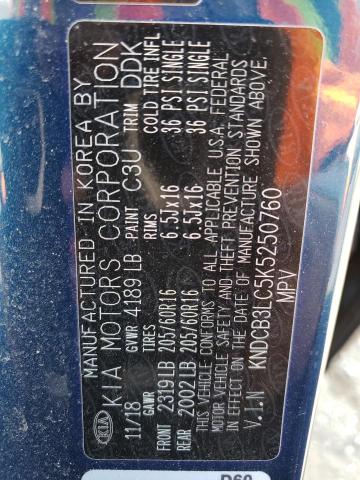 MANUFACTURED IN KOREA BY
KIA KIA MOTORS CORPORATION
11/18 GVWR 4189 LB PAINT C3U TRIM DDK
GAWR TIRES RIMS COLD TIRE INFL
FRONT 2319 LB 205/60R16 6.5Jx16 36 PSI SINGLE
REAR 2002 LB 205/60R16 6.5Jx16 36 PSI SINGLE
THIS VEHICLE CONFORMS TO ALL APPLICABLE U.S.A. FEDERAL
MOTOR VEHICLE SAFETY AND THEFT PREVENTION STANDARDS
IN EFFECT ON THE DATE OF MANUFACTURE SHOWN ABOVE.
V.I.N KNDCB3LC5K5250760
MPV
D60